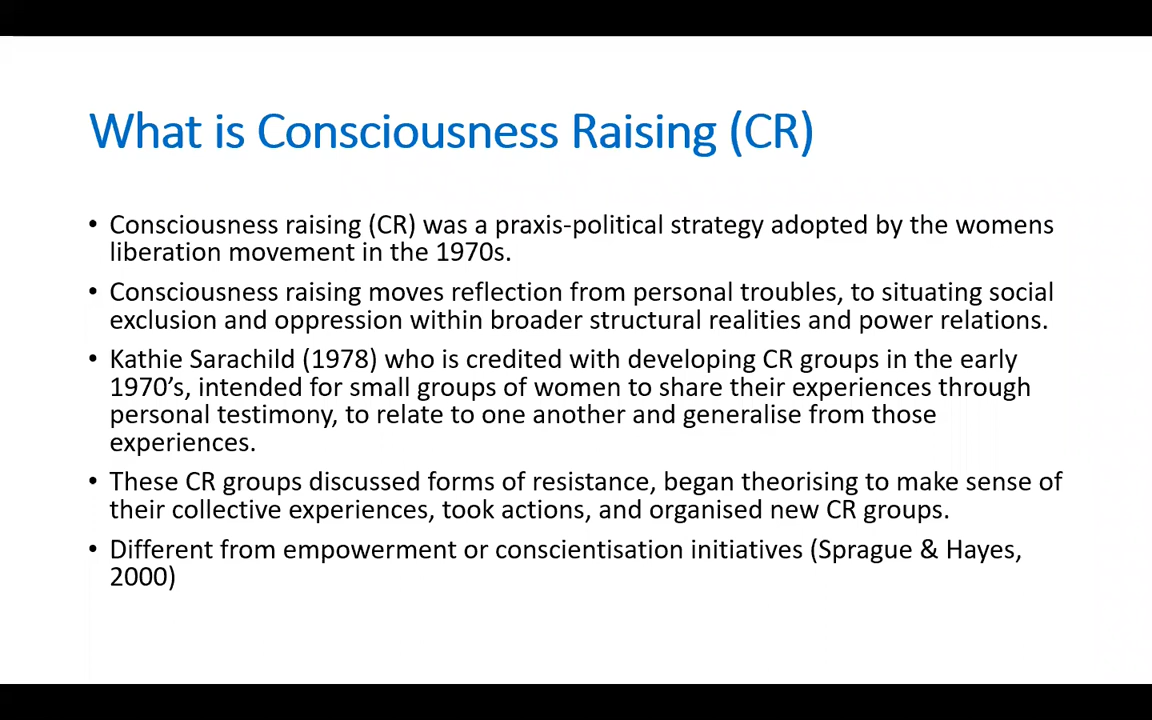 What is Consciousness Raising (CR)
• Consciousness raising (CR) was a praxis-political strategy adopted by the womens
liberation movement in the 1970s.
• Consciousness raising moves reflection from personal troubles, to situating social
exclusion and oppression within broader structural realities and power relations.
• Kathie Sarachild (1978) who is credited with developing CR groups in the early
1970’s, intended for small groups of women to share their experiences through
personal testimony, to relate to one another and generalise from those
experiences.
• These CR groups discussed forms of resistance, began theorising to make sense of
their collective experiences, took actions, and organised new CR groups.
• Different from empowerment or conscientisation initiatives (Sprague & Hayes,
2000)